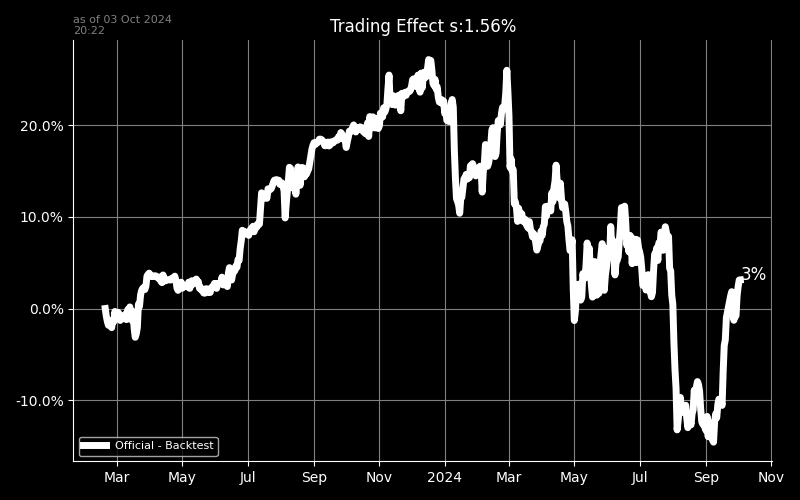 as of 03 Oct 2024
20:22
Trading Effect s:1.56%
20.0%
10.0%
0.0%
-10.0%
3%
Official - Backtest
Mar May Jul Sep Nov 2024 Mar May Jul Sep Nov